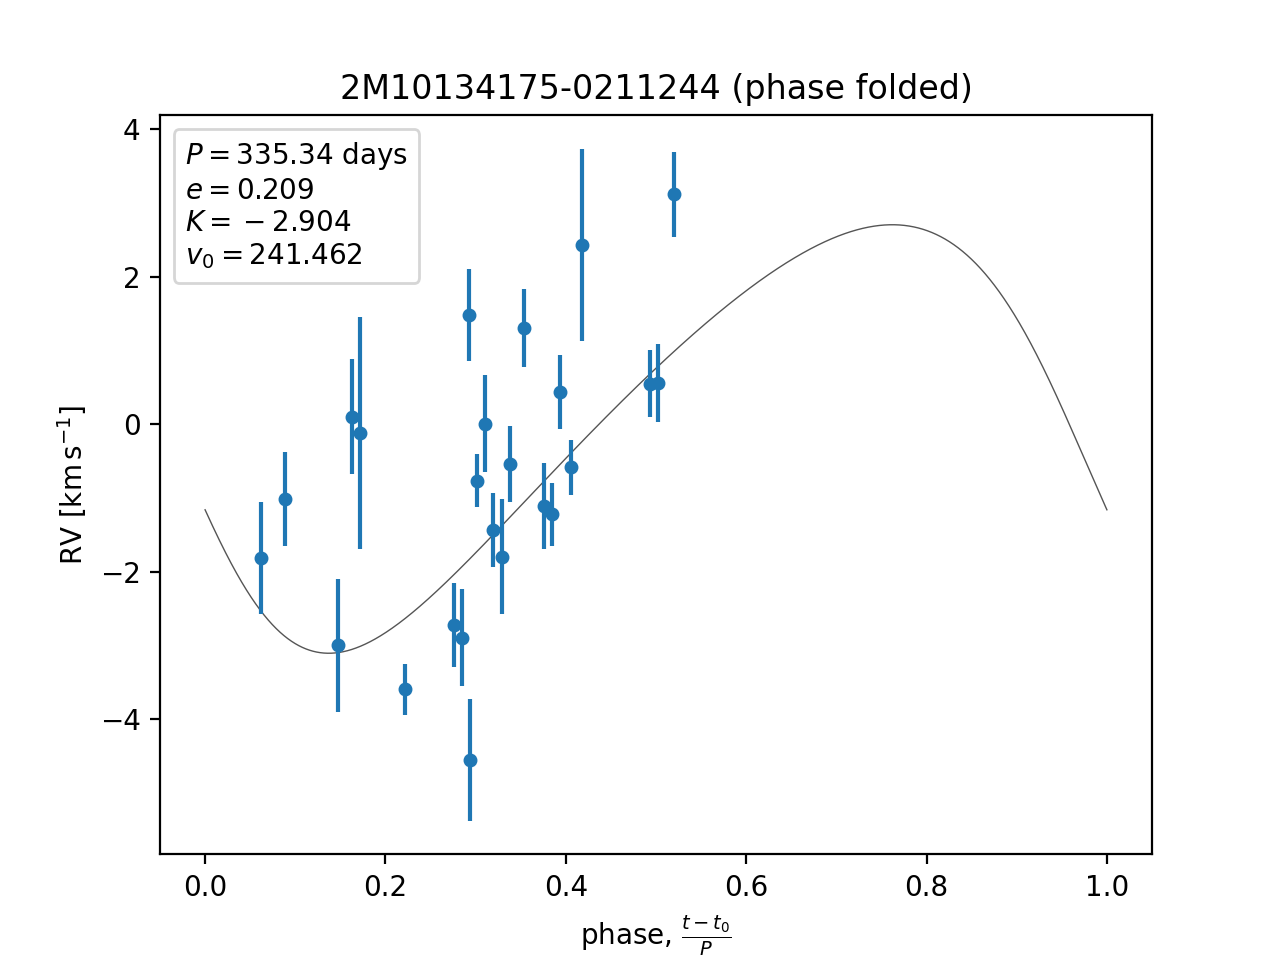 2M10134175-0211244 (phase folded)
P = 335.34 days
e = 0.209
K = −2.904
v₀ = 241.462
4
2
0
−2
−4
RV [km s⁻¹]
0.0 0.2 0.4 0.6 0.8 1.0
phase, (t − t₀)/P